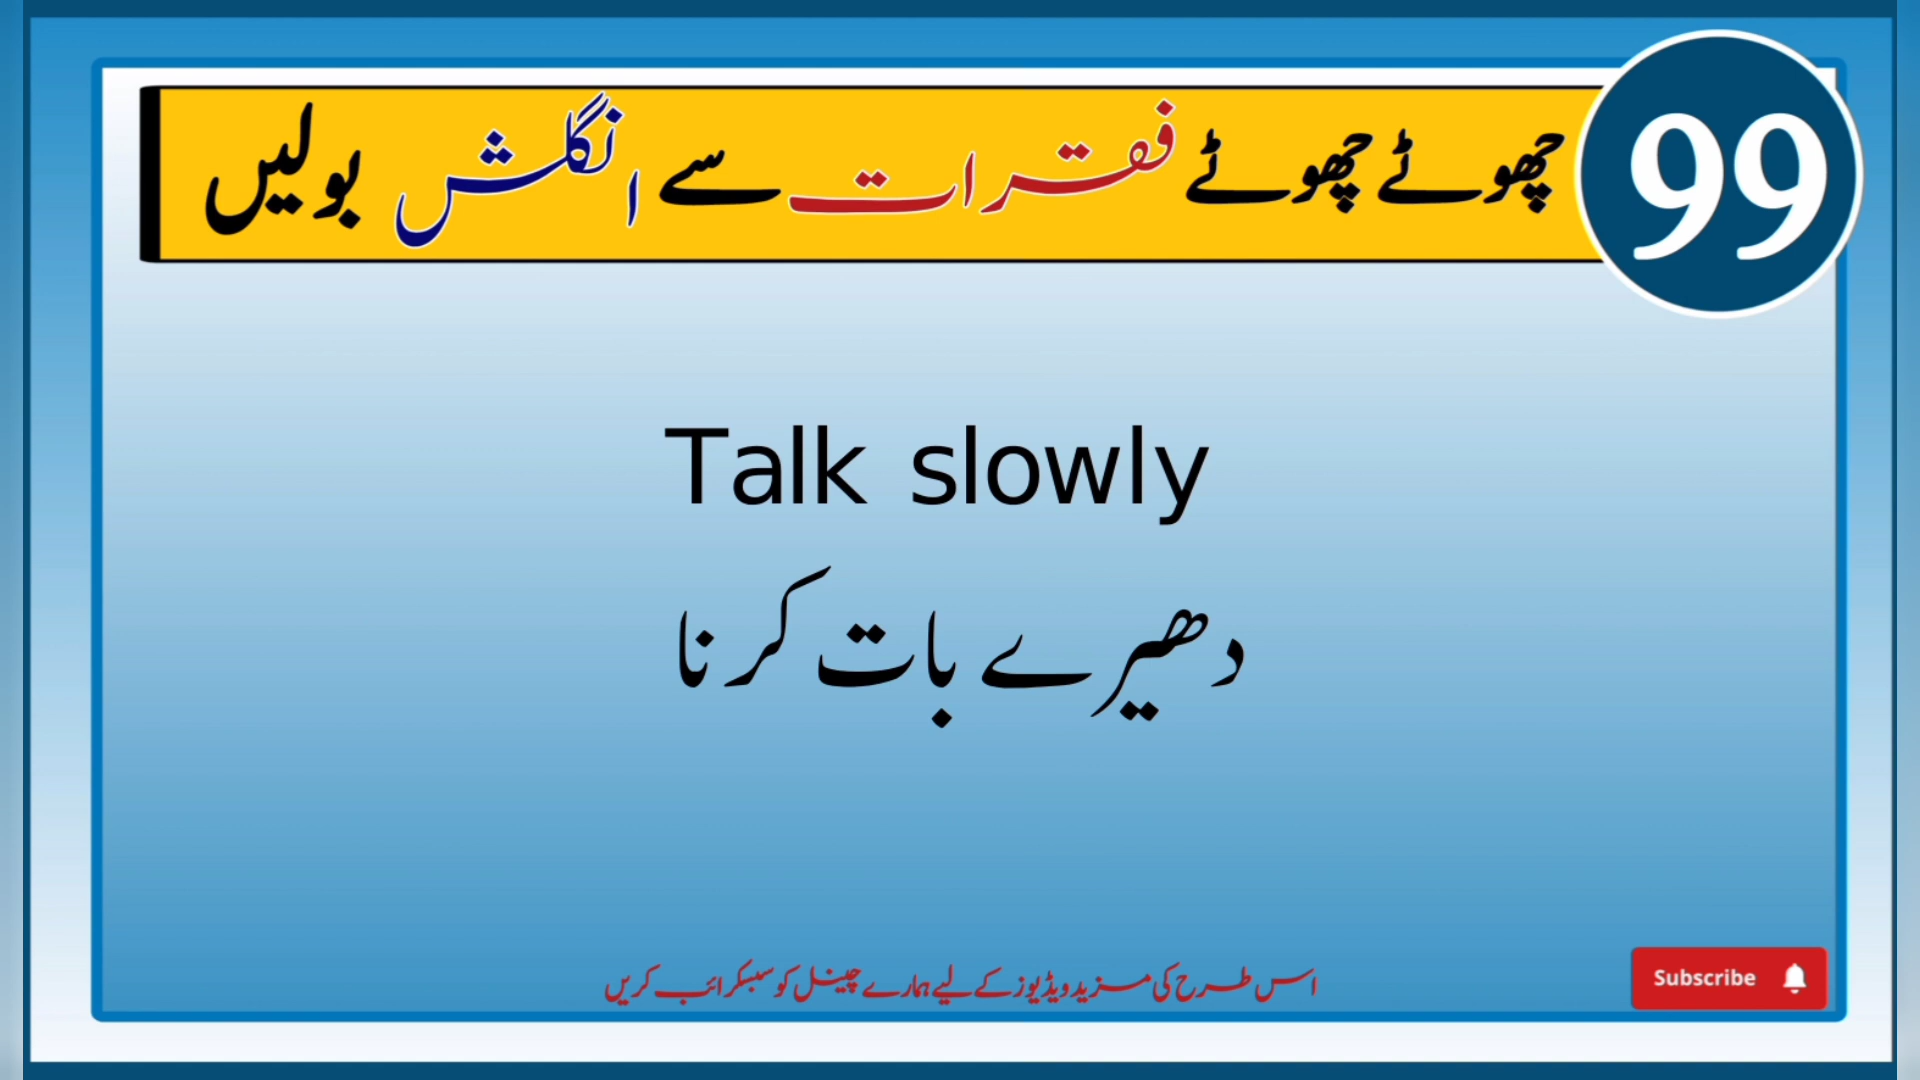 چھوٹے چھوٹے فقرات سے انگلش بولیں
99
Talk slowly
دھیرے بات کرنا
اس طرح کی مزید ویڈیوز کے لیے ہمارے چینل کو سبسکرائب کریں
Subscribe